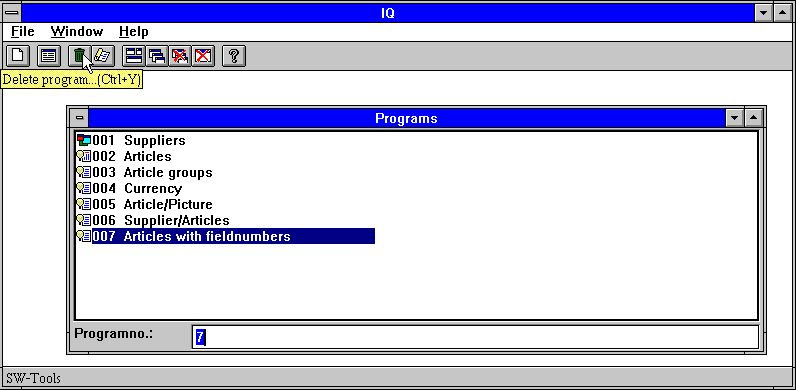 IQ
File Window Help
?
Delete program...(Ctrl+Y)
Programs
001 Suppliers
002 Articles
003 Article groups
004 Currency
005 Article/Picture
006 Supplier/Articles
007 Articles with fieldnumbers
Programno.: 7
SW-Tools